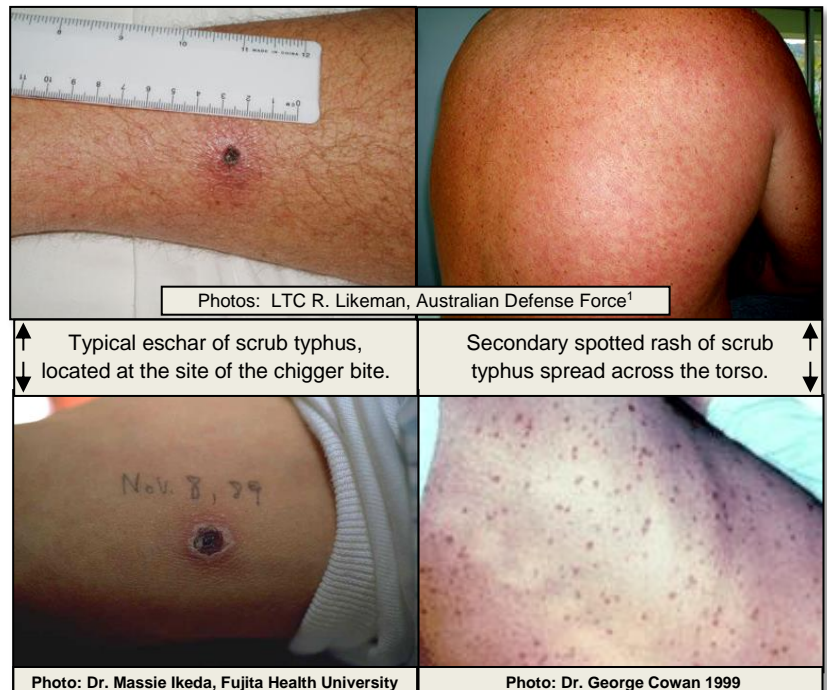 Photos: LTC R. Likeman, Australian Defense Force1
Typical eschar of scrub typhus,
located at the site of the chigger bite.
Secondary spotted rash of scrub
typhus spread across the torso.
Nov. 8, 89
Photo: Dr. Massie Ikeda, Fujita Health University
Photo: Dr. George Cowan 1999